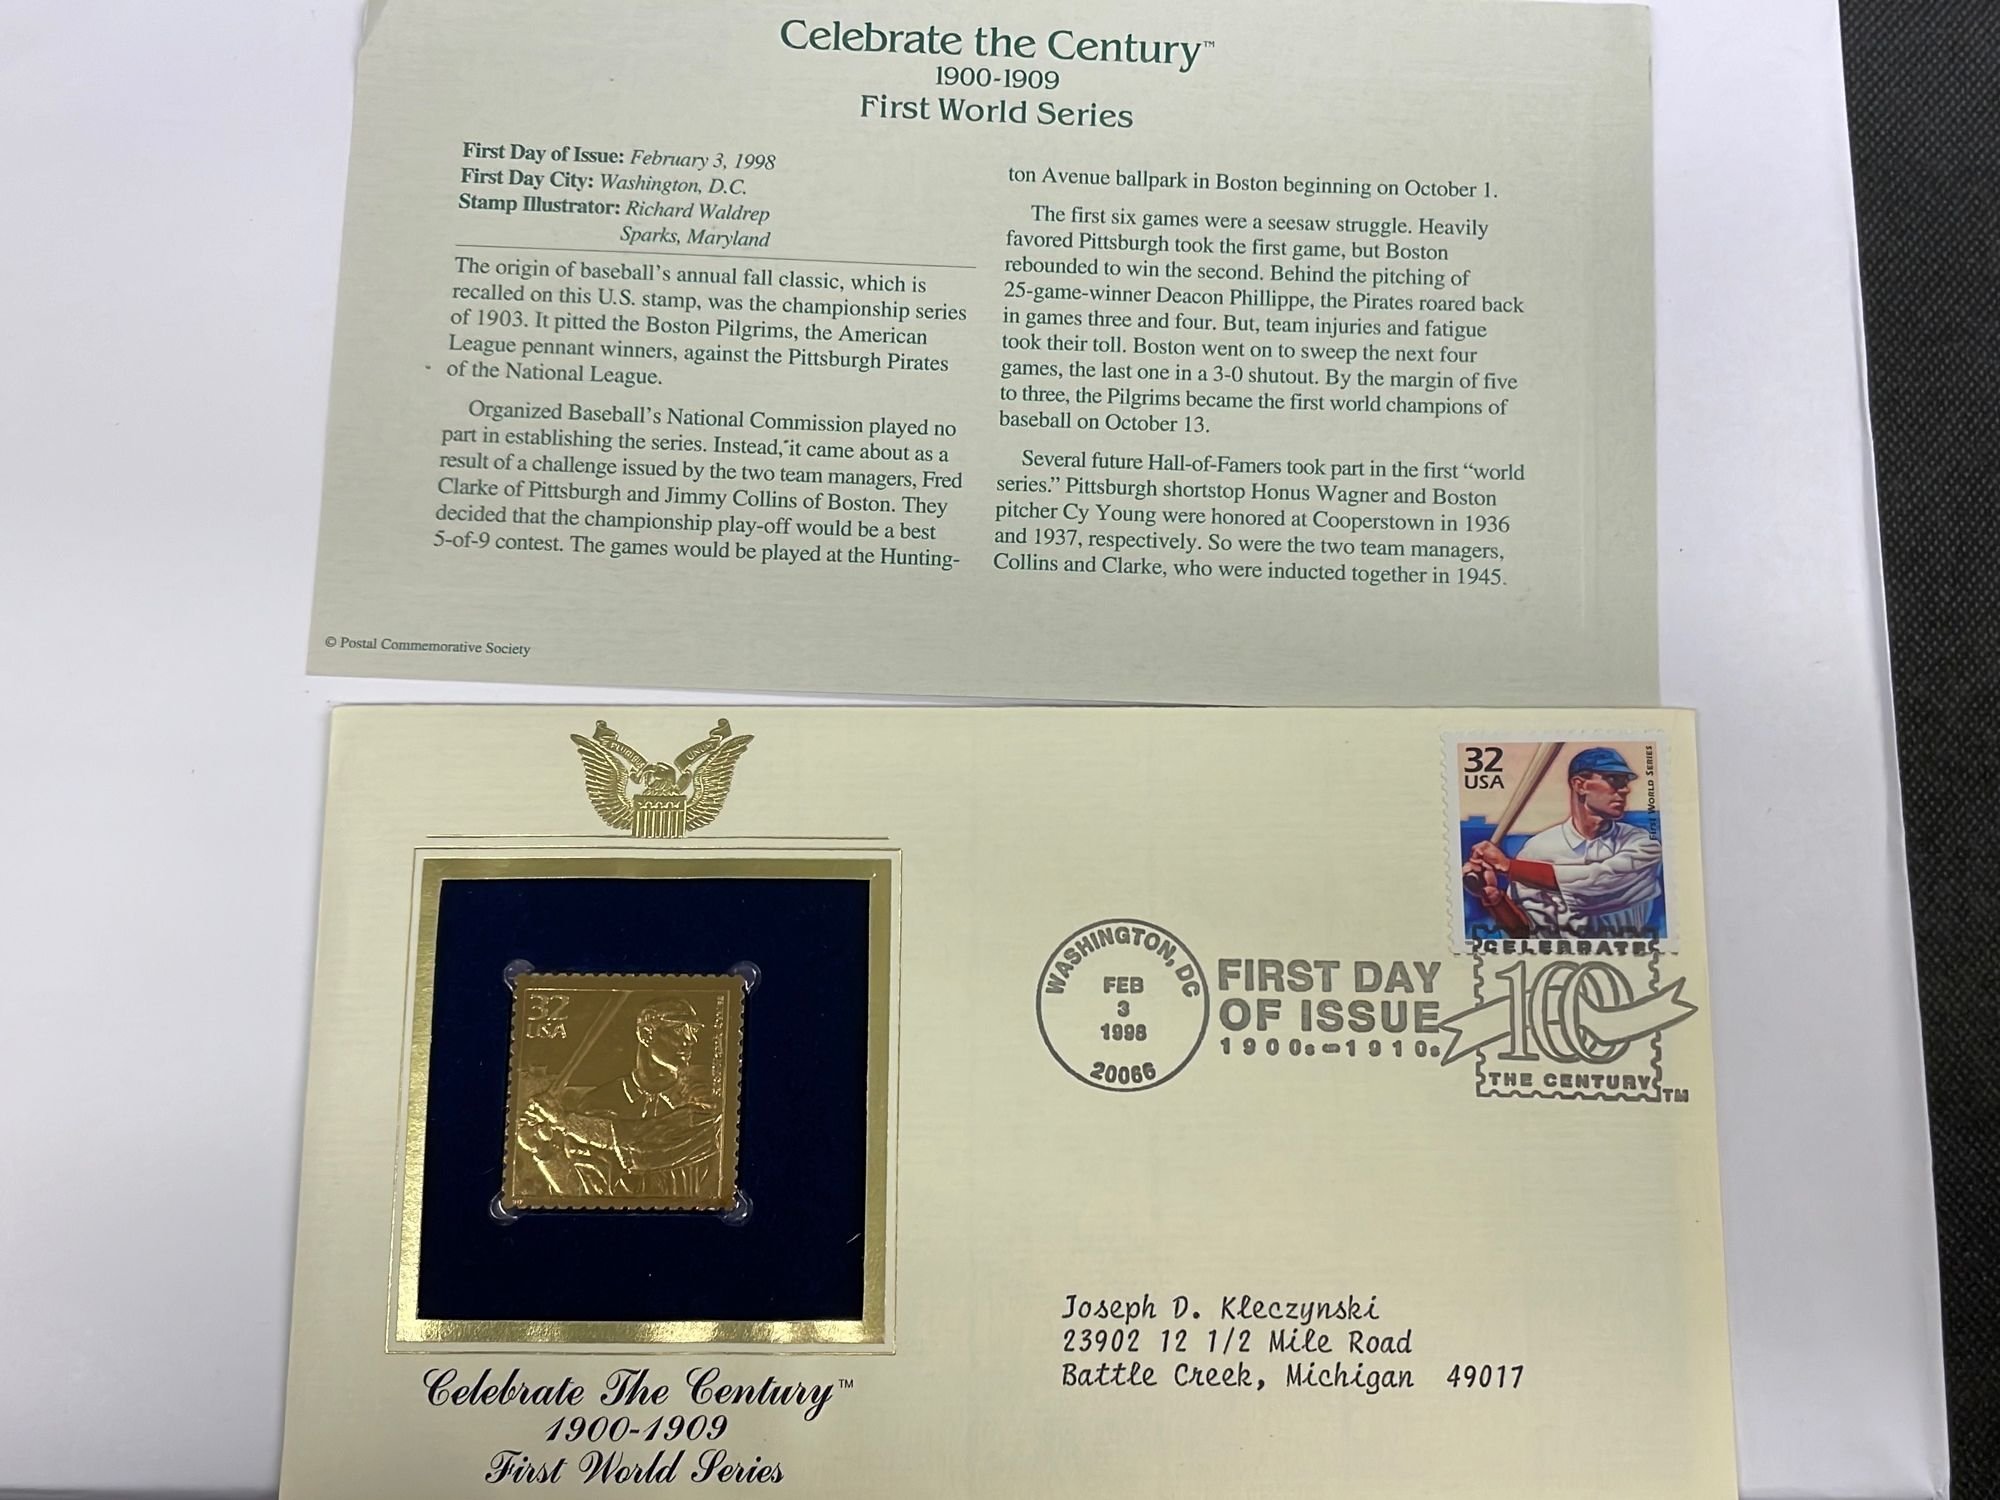 Celebrate the Century™
1900-1909
First World Series
First Day of Issue: February 3, 1998
First Day City: Washington, D.C.
Stamp Illustrator: Richard Waldrep
Sparks, Maryland
The origin of baseball's annual fall classic, which is
recalled on this U.S. stamp, was the championship series
of 1903. It pitted the Boston Pilgrims, the American
League pennant winners, against the Pittsburgh Pirates
of the National League.
Organized Baseball's National Commission played no
part in establishing the series. Instead, it came about as a
result of a challenge issued by the two team managers, Fred
Clarke of Pittsburgh and Jimmy Collins of Boston. They
decided that the championship play-off would be a best
5-of-9 contest. The games would be played at the Hunting-
ton Avenue ballpark in Boston beginning on October 1.
The first six games were a seesaw struggle. Heavily
favored Pittsburgh took the first game, but Boston
rebounded to win the second. Behind the pitching of
25-game-winner Deacon Phillippe, the Pirates roared back
in games three and four. But, team injuries and fatigue
took their toll. Boston went on to sweep the next four
games, the last one in a 3-0 shutout. By the margin of five
to three, the Pilgrims became the first world champions of
baseball on October 13.
Several future Hall-of-Famers took part in the first “world
series.” Pittsburgh shortstop Honus Wagner and Boston
pitcher Cy Young were honored at Cooperstown in 1936
and 1937, respectively. So were the two team managers,
Collins and Clarke, who were inducted together in 1945.
© Postal Commemorative Society
E PLURIBUS UNUM
32
USA
First World Series
WASHINGTON, DC
FEB
3
1998
20066
FIRST DAY
OF ISSUE
1900s-1910s
CELEBRATE
100
THE CENTURY
TM
32
USA
First World Series
Joseph D. Kleczynski
23902 12 1/2 Mile Road
Battle Creek, Michigan 49017
Celebrate The Century™
1900-1909
First World Series